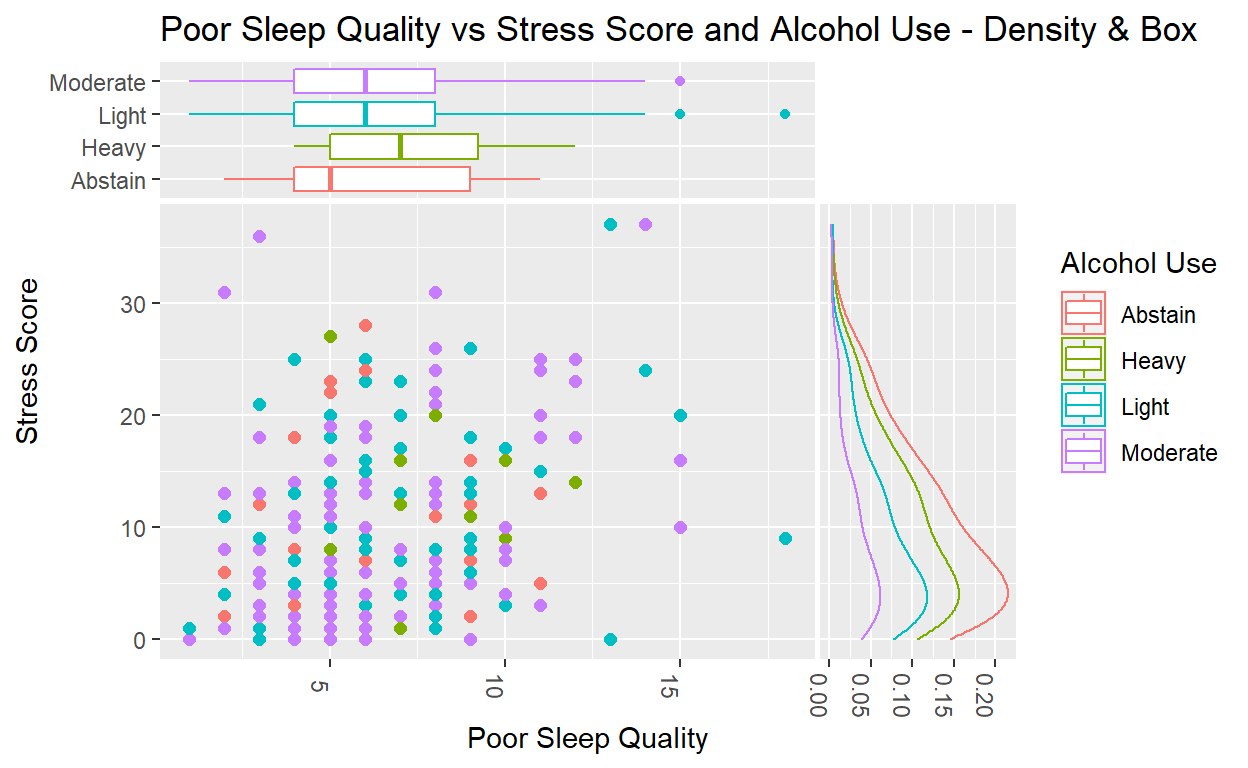 Poor Sleep Quality vs Stress Score and Alcohol Use - Density & Box
Moderate
Light
Heavy
Abstain
Stress Score
30
20
10
0
5
10
15
Poor Sleep Quality
0.00
0.05
0.10
0.15
0.20
Alcohol Use
Abstain
Heavy
Light
Moderate